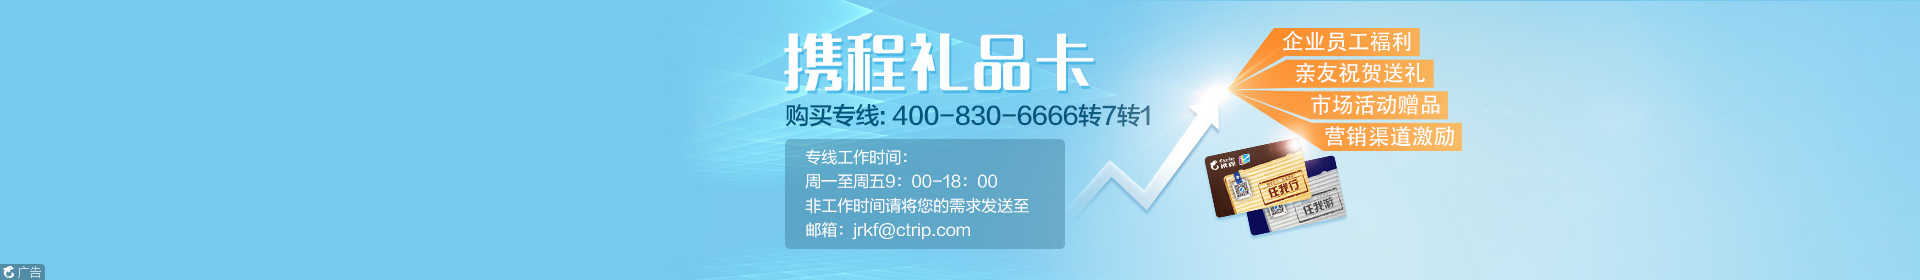 携程礼品卡
购买专线: 400-830-6666转7转1
专线工作时间:
周一至周五9：00-18：00
非工作时间请将您的需求发送至
邮箱：jrkf@ctrip.com
企业员工福利
亲友祝贺送礼
市场活动赠品
营销渠道激励
Ctrip
携程
任我行
任我游
广告